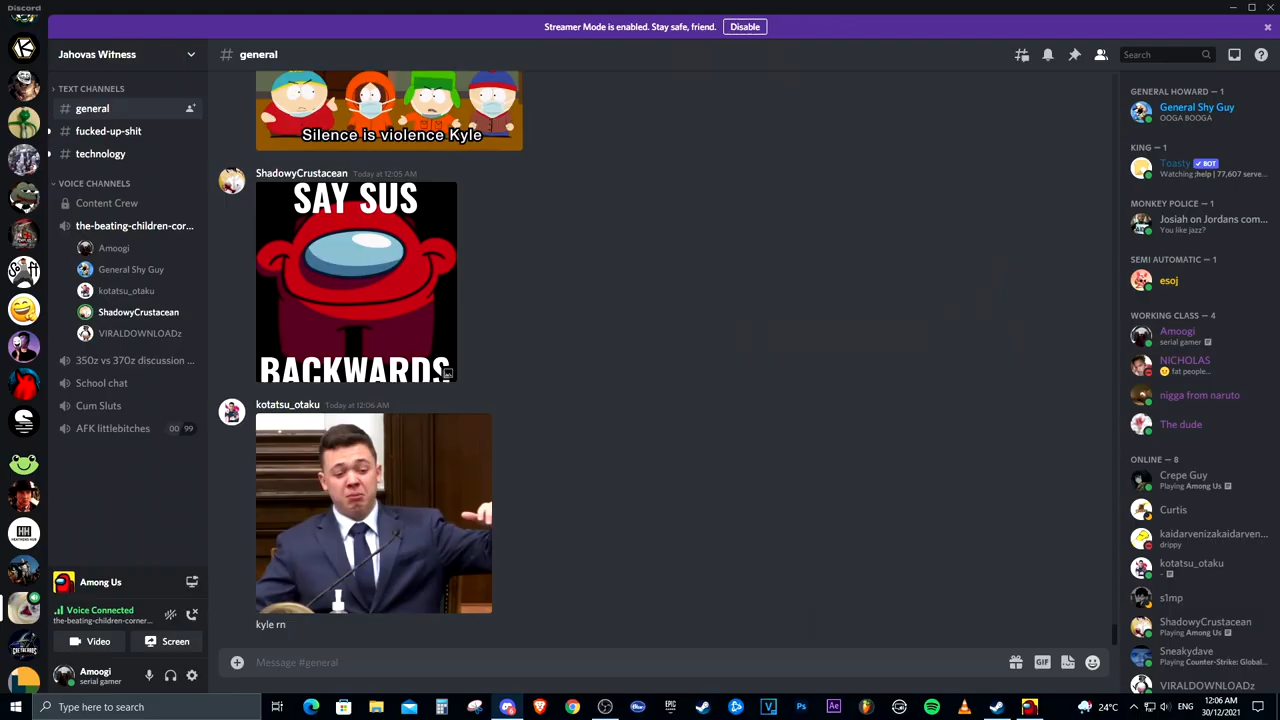 Discord
Streamer Mode is enabled. Stay safe, friend. Disable
Jahovas Witness
# general
Search
TEXT CHANNELS
# general
# fucked-up-shit
# technology
VOICE CHANNELS
Content Crew
the-beating-children-cor...
Amoogi
General Shy Guy
kotatsu_otaku
ShadowyCrustacean
VIRALDOWNLOADz
350z vs 370z discussion ...
School chat
Cum Sluts
AFK littlebitches 00 99
Among Us
Voice Connected
the-beating-children-corner...
Video
Screen
Amoogi
serial gamer
Silence is violence Kyle
ShadowyCrustacean Today at 12:05 AM
SAY SUS
BACKWARDS
kotatsu_otaku Today at 12:06 AM
kyle rn
Message #general
GIF
GENERAL HOWARD — 1
General Shy Guy
OOGA BOOGA
KING — 1
Toasty BOT
Watching ;help | 77,607 serve...
MONKEY POLICE — 1
Josiah on Jordans com...
You like jazz?
SEMI AUTOMATIC — 1
esoj
WORKING CLASS — 4
Amoogi
serial gamer
NICHOLAS
fat people...
nigga from naruto
The dude
ONLINE — 8
Crepe Guy
Playing Among Us
Curtis
kaidarvenizakaidarven...
drippy
kotatsu_otaku
-
s1mp
ShadowyCrustacean
Playing Among Us
Sneakydave
Playing Counter-Strike: Global...
VIRALDOWNLOADz
Type here to search
EPIC
Ps
Ae
24°C
12:06 AM
30/12/2021